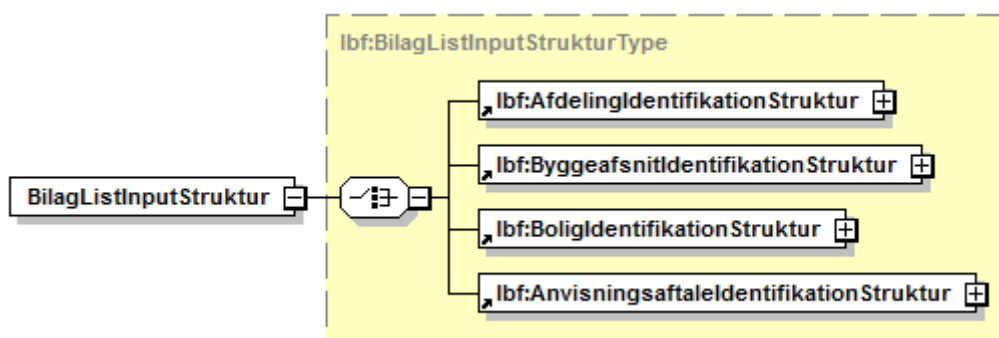 lbf:BilagListInputStrukturType
lbf:AfdelingIdentifikationStruktur
lbf:ByggeafsnitIdentifikationStruktur
BilagListInputStruktur
lbf:BoligIdentifikationStruktur
lbf:AnvisningsaftaleIdentifikationStruktur